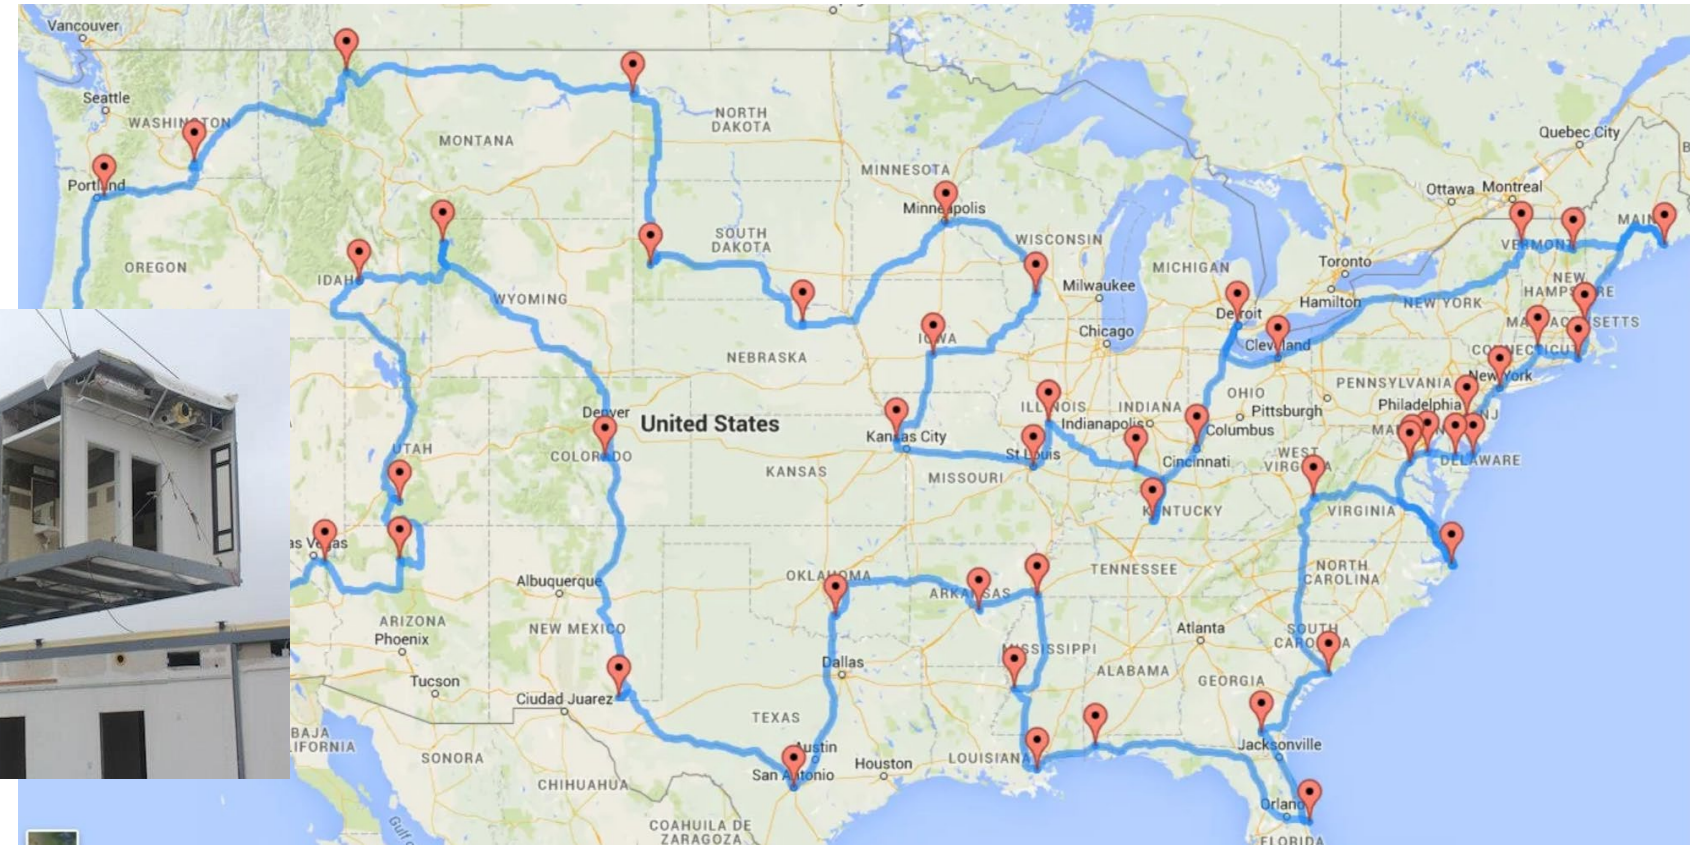 Vancouver
Seattle
WASHINGTON
Portland
OREGON
MONTANA
IDAHO
WYOMING
NORTH
DAKOTA
SOUTH
DAKOTA
MINNESOTA
Minneapolis
WISCONSIN
Milwaukee
Chicago
IOWA
NEBRASKA
MICHIGAN
Detroit
Toronto
Hamilton
Ottawa
Montreal
Quebec City
MAIN
VERMONT
NEW
HAMPSHIRE
MASSACHUSETTS
CONNECTICUT
NEW YORK
New York
PENNSYLVANIA
Philadelphia
NJ
MA
DELAWARE
Cleveland
OHIO
Pittsburgh
Columbus
INDIANA
Indianapolis
Cincinnati
ILLINOIS
St Louis
Kansas City
MISSOURI
KANSAS
United States
Denver
COLORADO
UTAH
as Vegas
ARIZONA
Phoenix
Tucson
Albuquerque
NEW MEXICO
Ciudad Juarez
OKLAHOMA
ARKANSAS
TENNESSEE
KENTUCKY
WEST
VIRGINIA
VIRGINIA
NORTH
CAROLINA
SOUTH
CAROLINA
Atlanta
GEORGIA
ALABAMA
MISSISSIPPI
Dallas
TEXAS
Austin
San Antonio
Houston
LOUISIANA
Jacksonville
Orlando
FLORIDA
BAJA
LIFORNIA
SONORA
CHIHUAHUA
COAHUILA DE
ZARAGOZA
Gulf